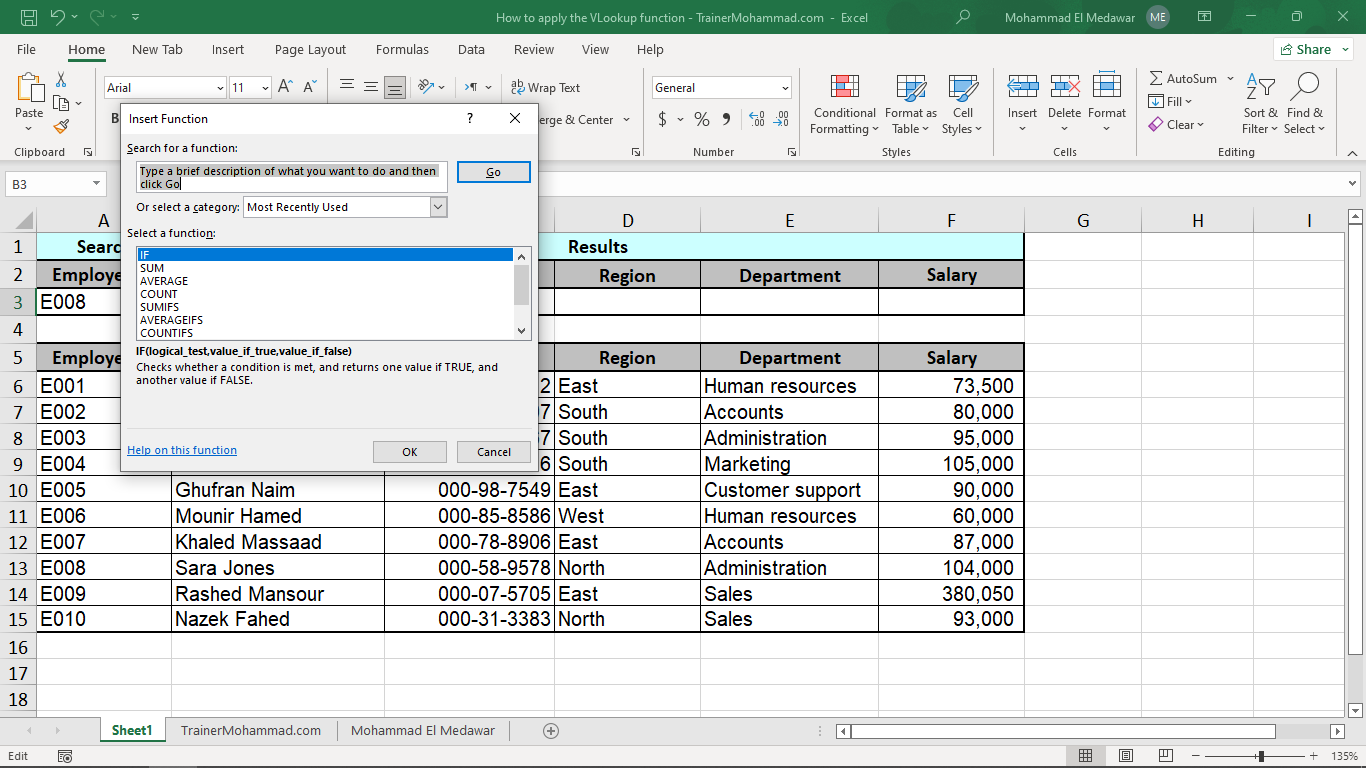 How to apply the VLookup function - TrainerMohammad.com - Excel
Mohammad El Medawar ME
File Home New Tab Insert Page Layout Formulas Data Review View Help Share
Paste
Clipboard
Arial 11
B
Wrap Text
erge & Center
General
$ % 9
Number
Conditional Formatting
Format as Table
Cell Styles
Styles
Insert Delete Format
Cells
AutoSum
Fill
Clear
Sort & Filter
Find & Select
Editing
B3
Insert Function ?
Search for a function:
Type a brief description of what you want to do and then
click Go
Go
Or select a category: Most Recently Used
Select a function:
IF
SUM
AVERAGE
COUNT
SUMIFS
AVERAGEIFS
COUNTIFS
IF(logical_test,value_if_true,value_if_false)
Checks whether a condition is met, and returns one value if TRUE, and
another value if FALSE.
Help on this function
OK Cancel
A D E F G H I
1 Searc Results
2 Employe Region Department Salary
3 E008
4
5 Employe Region Department Salary
6 E001 2 East Human resources 73,500
7 E002 7 South Accounts 80,000
8 E003 7 South Administration 95,000
9 E004 6 South Marketing 105,000
10 E005 Ghufran Naim 000-98-7549 East Customer support 90,000
11 E006 Mounir Hamed 000-85-8586 West Human resources 60,000
12 E007 Khaled Massaad 000-78-8906 East Accounts 87,000
13 E008 Sara Jones 000-58-9578 North Administration 104,000
14 E009 Rashed Mansour 000-07-5705 East Sales 380,050
15 E010 Nazek Fahed 000-31-3383 North Sales 93,000
16
17
18
Sheet1 TrainerMohammad.com Mohammad El Medawar
Edit
135%